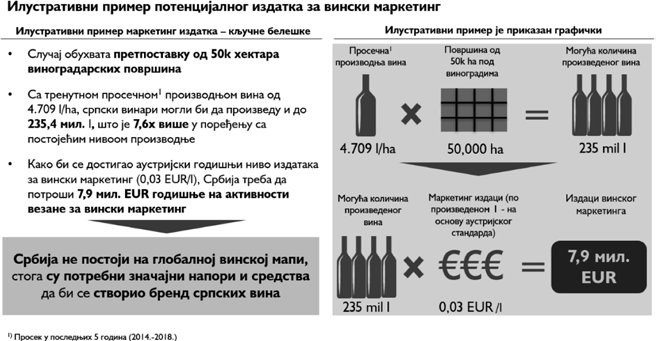 Илустративни пример потенцијалног издатка за вински маркетинг
Илустративни пример маркетинг издатка – кључне белешке
• Случај обухвата претпоставку од 50k хектара
виноградарских површина
• Са тренутном просечном¹ производњом вина од
4.709 l/ha, српски винари могли би да произведу и до
235,4 мил. l, што је 7,6x више у поређењу са
постојећим нивоом производње
• Како би се достигао аустријски годишњи ниво издатака
за вински маркетинг (0,03 EUR/l), Србија треба да
потроши 7,9 мил. EUR годишње на активности
везане за вински маркетинг
Србија не постоји на глобалној винској мапи,
стога су потребни значајни напори и средства
да би се створио бренд српских вина
Илустративни пример је приказан графички
Просечна¹
производња вина
Површина од
50k ha под
виноградима
Могућа количина
произведеног вина
4.709 l/ha
50,000 ha
235 mil l
Могућа количина
произведеног
вина
Маркетинг издаци (по
произведеном l - на
основу аустријског
стандарда)
Издаци винског
маркетинга
€€€
7,9 мил.
EUR
235 mil l
0,03 EUR /l
¹) Просек у последњих 5 година (2014.-2018.)